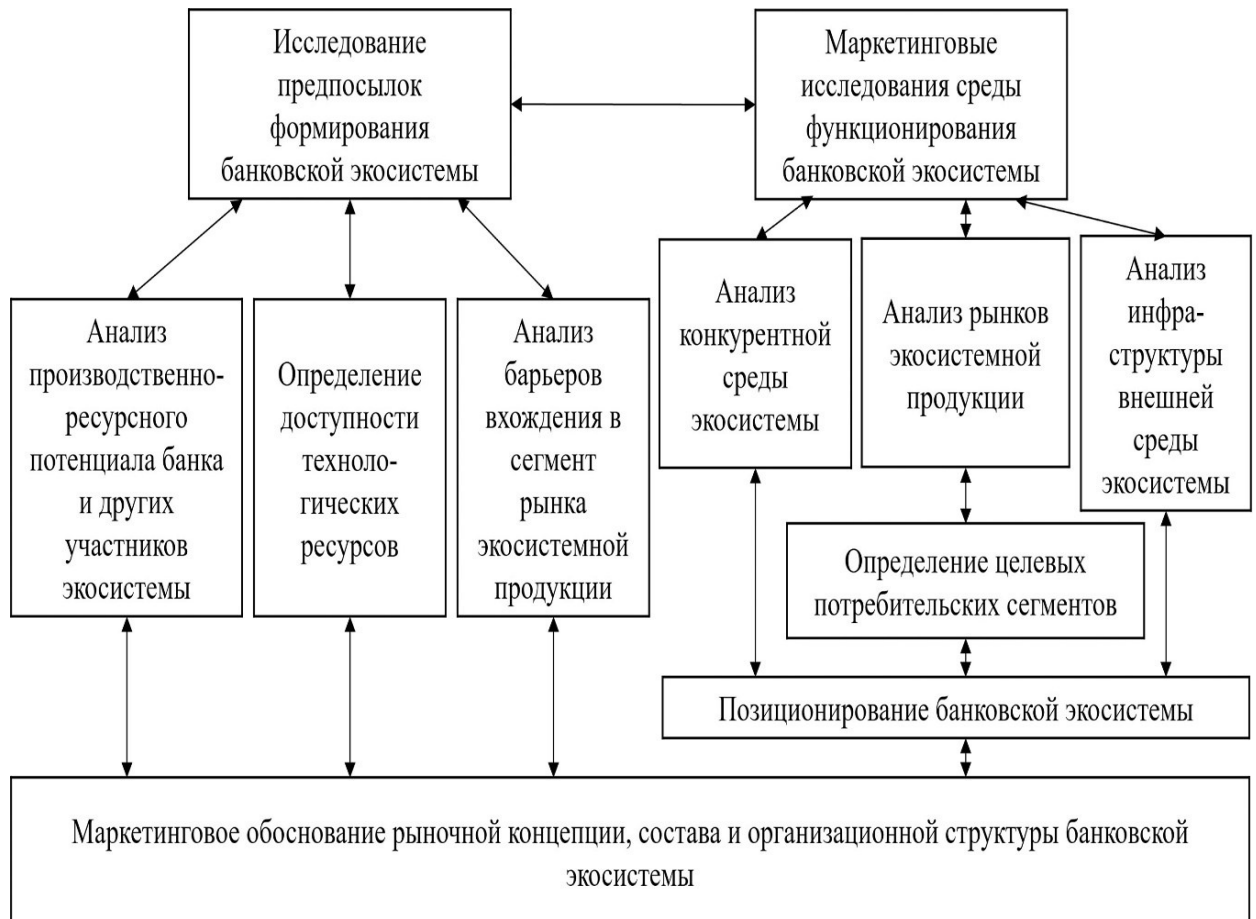 Исследование
предпосылок
формирования
банковской экосистемы
Маркетинговые
исследования среды
функционирования
банковской экосистемы
Анализ
производственно-
ресурсного
потенциала банка
и других
участников
экосистемы
Определение
доступности
техноло-
гических
ресурсов
Анализ
барьеров
вхождения в
сегмент
рынка
экосистемной
продукции
Анализ
конкурентной
среды
экосистемы
Анализ рынков
экосистемной
продукции
Анализ
инфра-
структуры
внешней
среды
экосистемы
Определение целевых
потребительских сегментов
Позиционирование банковской экосистемы
Маркетинговое обоснование рыночной концепции, состава и организационной структуры банковской
экосистемы